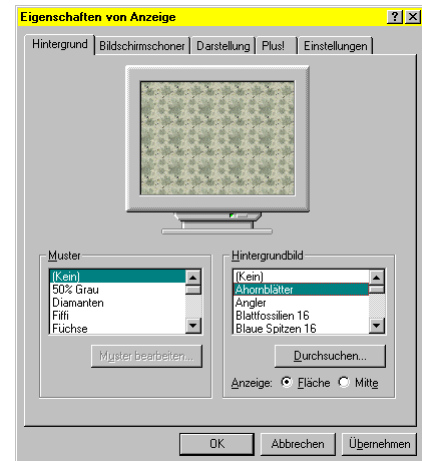 Eigenschaften von Anzeige
Hintergrund Bildschirmschoner Darstellung Plus! Einstellungen
Muster
(Kein)
50% Grau
Diamanten
Fiffi
Füchse
Muster bearbeiten...
Hintergrundbild
(Kein)
Ahornblätter
Angler
Blattfossilien 16
Blaue Spitzen 16
Durchsuchen...
Anzeige: Fläche Mitte
OK Abbrechen Übernehmen